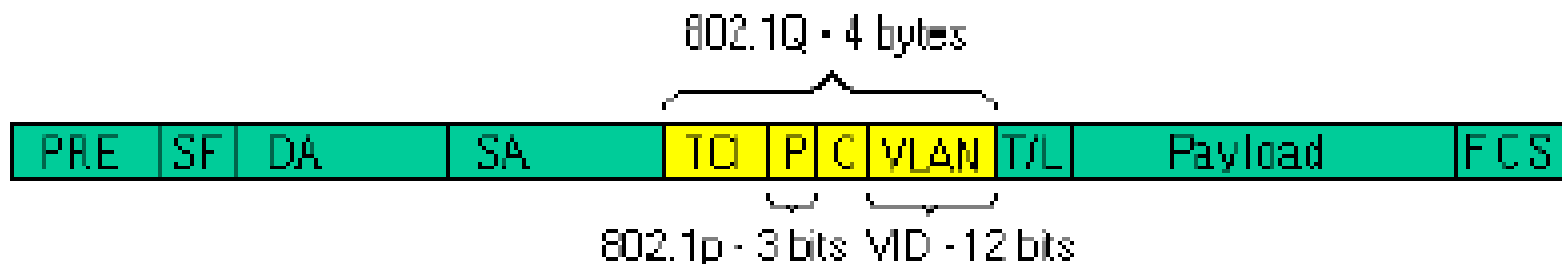 802.1Q - 4 bytes
PRE SF DA SA TCI P C VLAN T/L Payload FCS
802.1p - 3 bits VID - 12 bits